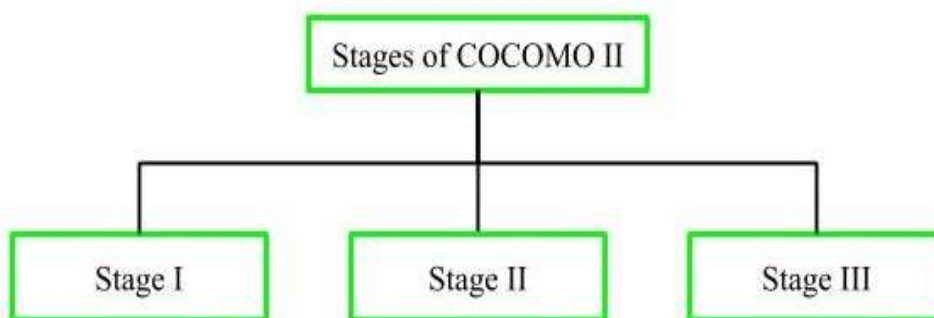 Stages of COCOMO II
Stage I
Stage II
Stage III